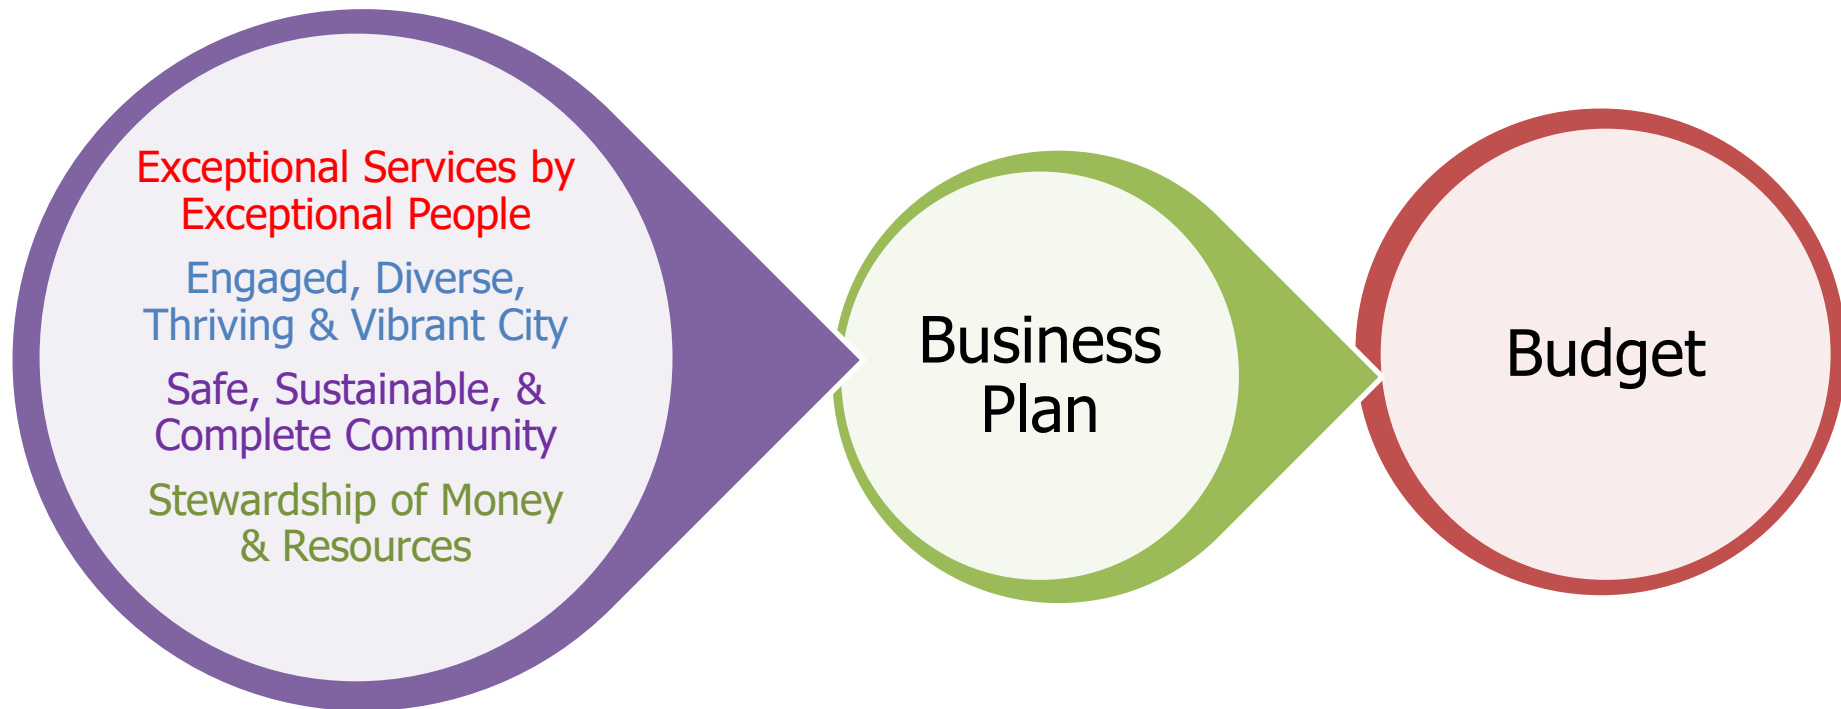 Exceptional Services by
Exceptional People
Engaged, Diverse,
Thriving & Vibrant City
Safe, Sustainable, &
Complete Community
Stewardship of Money
& Resources
Business
Plan
Budget